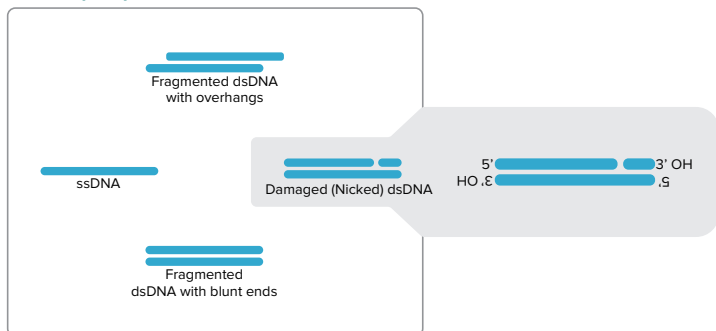 Fragmented dsDNA
with overhangs
ssDNA
Damaged (Nicked) dsDNA
5’
3’ OH
3’ OH
5’
Fragmented
dsDNA with blunt ends